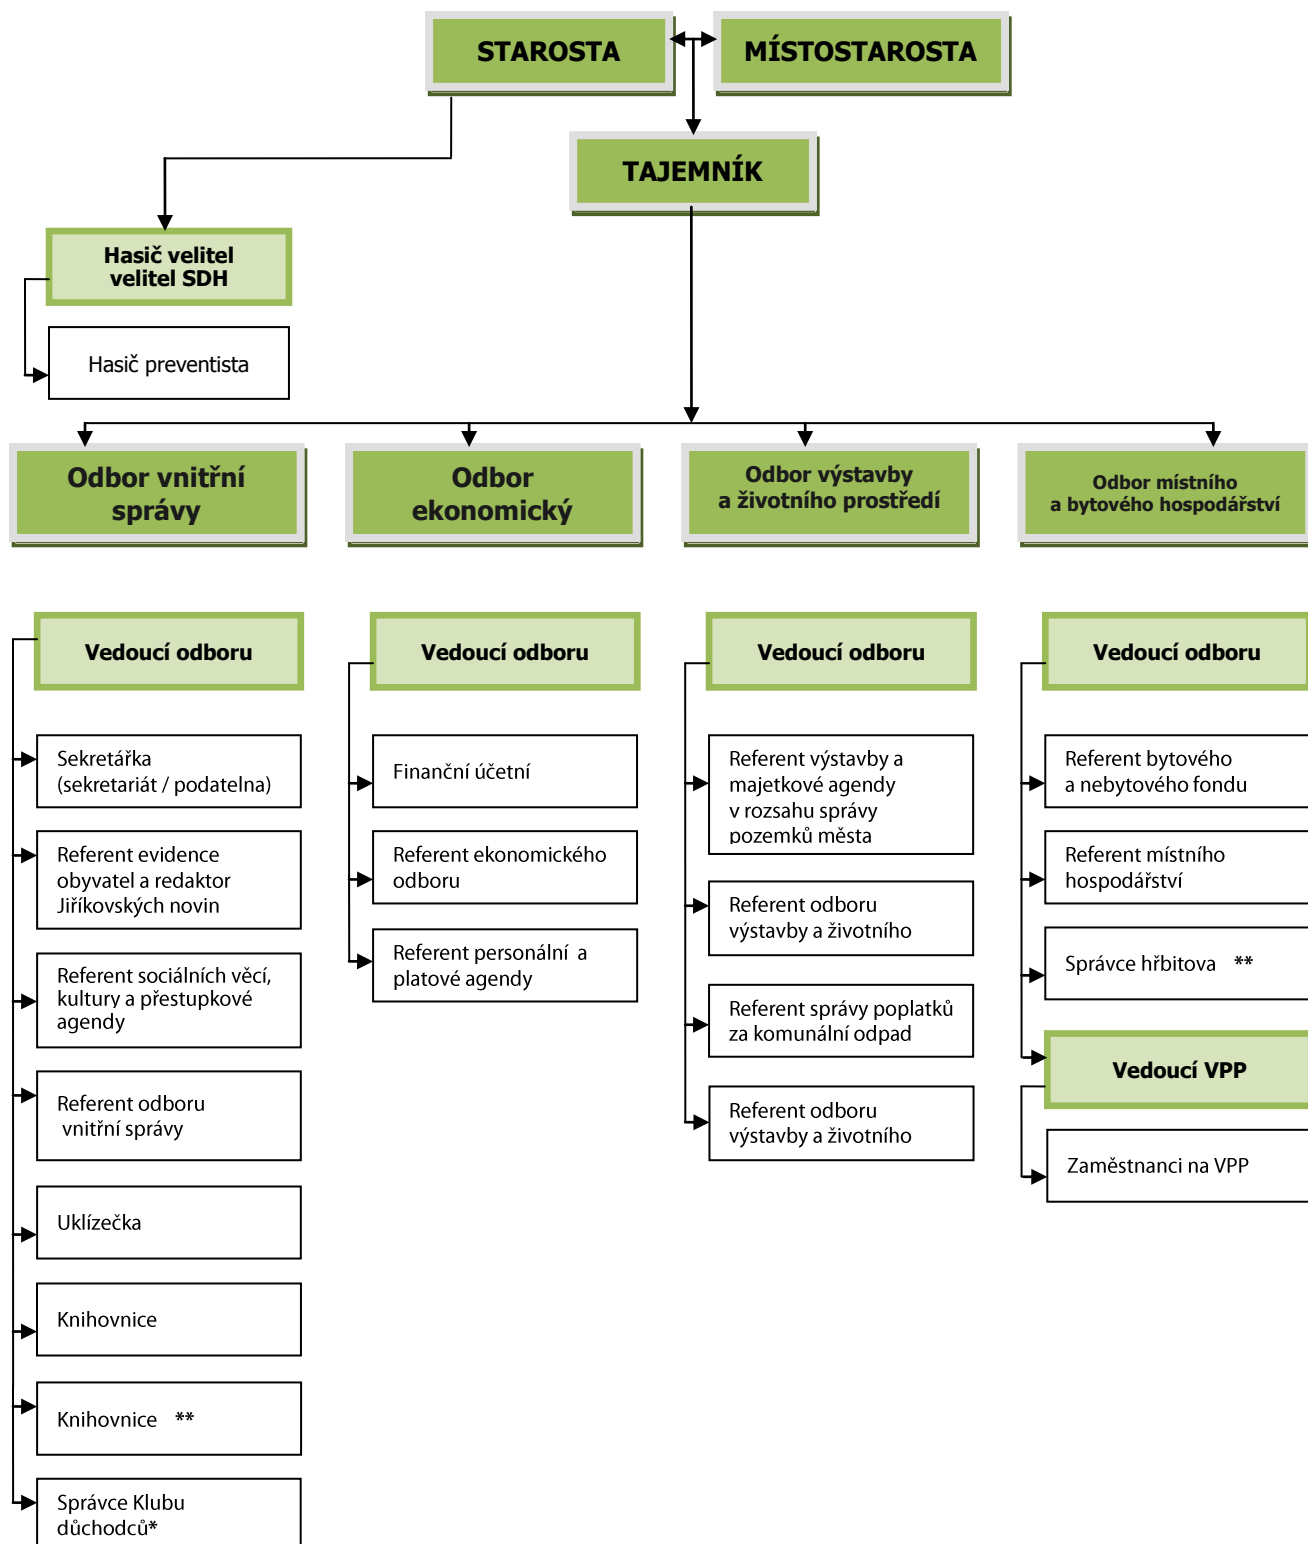 STAROSTA
MÍSTOSTAROSTA
TAJEMNÍK
Hasič velitel
velitel SDH
Hasič preventista
Odbor vnitřní
správy
Odbor
ekonomický
Odbor výstavby
a životního prostředí
Odbor místního
a bytového hospodářství
Vedoucí odboru
Sekretářka
(sekretariát / podatelna)
Referent evidence
obyvatel a redaktor
Jiříkovských novin
Referent sociálních věcí,
kultury a přestupkové
agendy
Referent odboru
vnitřní správy
Uklízečka
Knihovnice
Knihovnice **
Správce Klubu
důchodců*
Vedoucí odboru
Finanční účetní
Referent ekonomického
odboru
Referent personální a
platové agendy
Vedoucí odboru
Referent výstavby a
majetkové agendy
v rozsahu správy
pozemků města
Referent odboru
výstavby a životního
Referent správy poplatků
za komunální odpad
Referent odboru
výstavby a životního
Vedoucí odboru
Referent bytového
a nebytového fondu
Referent místního
hospodářství
Správce hřbitova **
Vedoucí VPP
Zaměstnanci na VPP